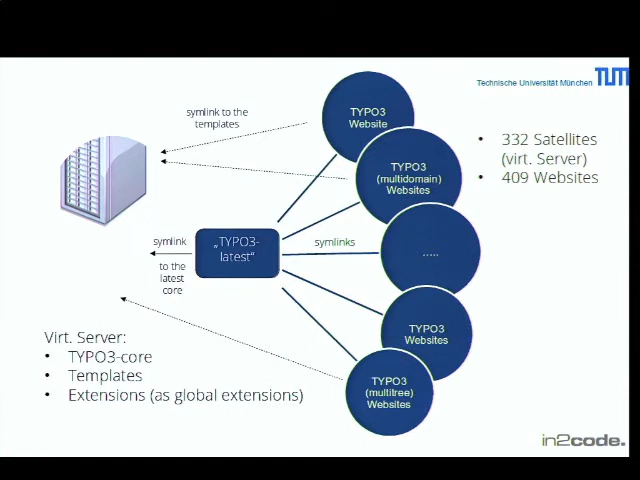 Technische Universität München TUM
symlink to the
templates
TYPO3
Website
TYPO3
(multidomain)
Websites
• 332 Satellites
(virt. Server)
• 409 Websites
symlink
to the
latest
core
„TYPO3-
latest“
symlinks
.....
TYPO3
Websites
TYPO3
(multitree)
Websites
Virt. Server:
• TYPO3-core
• Templates
• Extensions (as global extensions)
in2code.